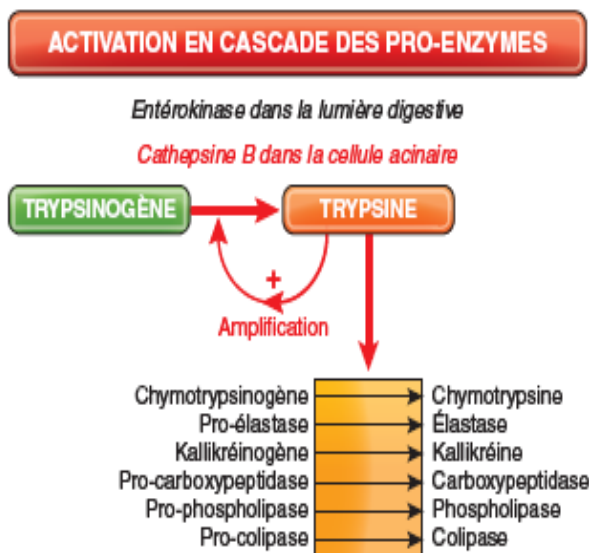 ACTIVATION EN CASCADE DES PRO-ENZYMES
Entérokinase dans la lumière digestive
Cathepsine B dans la cellule acinaire
TRYPSINOGÈNE TRYPSINE
+
Amplification
Chymotrypsinogène Chymotrypsine
Pro-élastase Élastase
Kallikréinogène Kallikréine
Pro-carboxypeptidase Carboxypeptidase
Pro-phospholipase Phospholipase
Pro-colipase Colipase